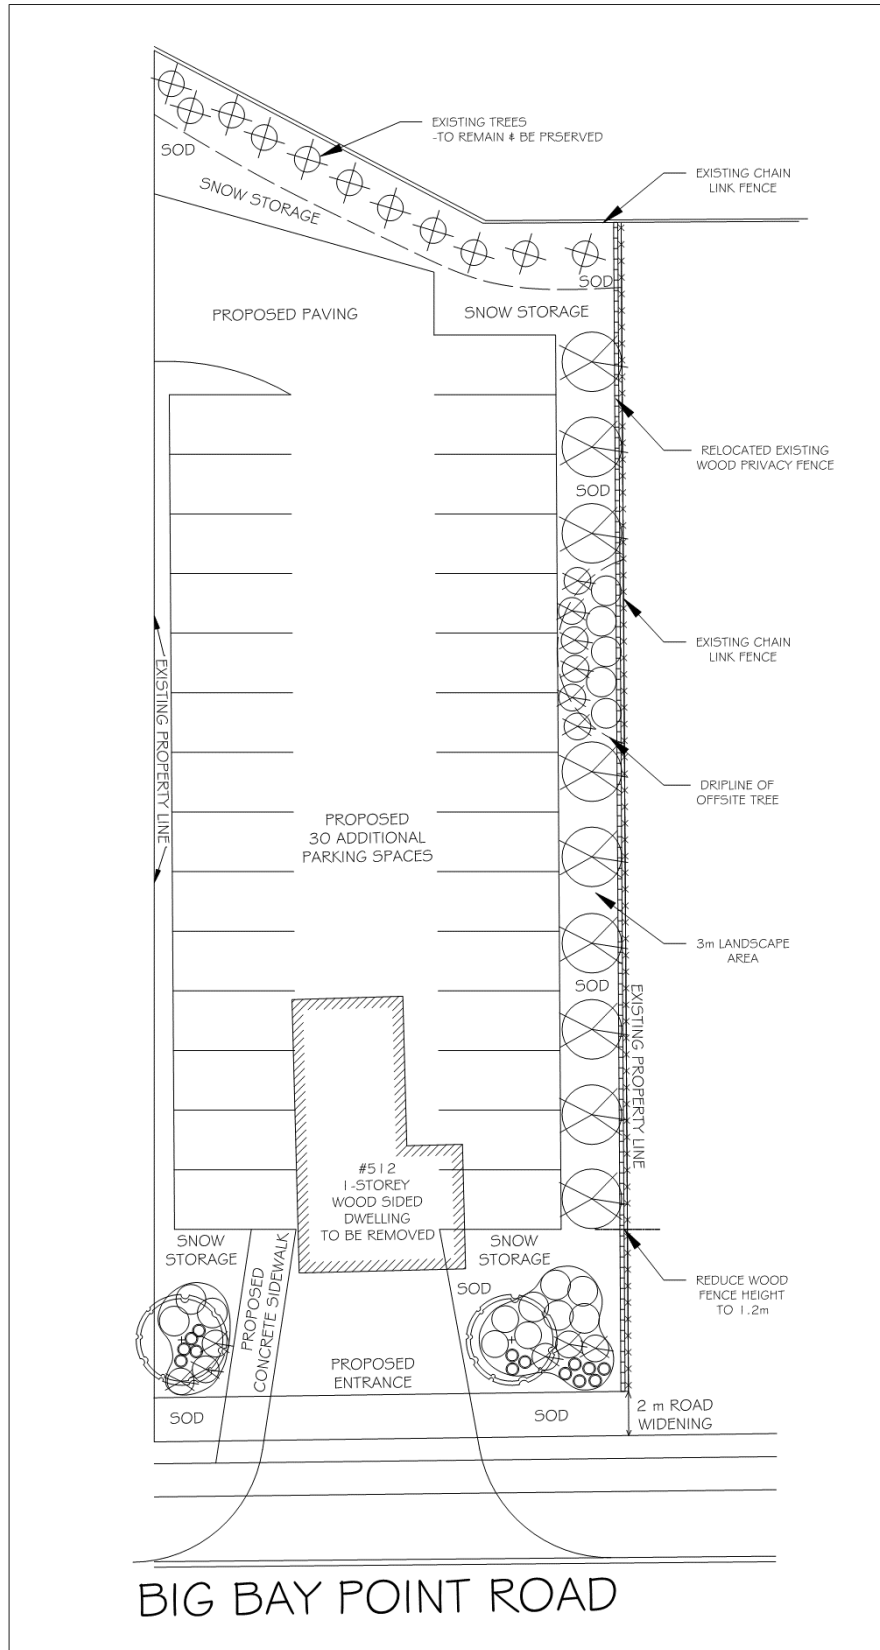 EXISTING TREES
-TO REMAIN & BE PRSERVED
SOD
EXISTING CHAIN
LINK FENCE
SNOW STORAGE
SOD
PROPOSED PAVING
SNOW STORAGE
RELOCATED EXISTING
WOOD PRIVACY FENCE
SOD
EXISTING CHAIN
LINK FENCE
EXISTING PROPERTY LINE
DRIPLINE OF
OFFSITE TREE
PROPOSED
30 ADDITIONAL
PARKING SPACES
3m LANDSCAPE
AREA
SOD
EXISTING PROPERTY LINE
#512
1-STOREY
WOOD SIDED
DWELLING
TO BE REMOVED
SNOW
STORAGE
SNOW
STORAGE
SOD
PROPOSED
CONCRETE SIDEWALK
REDUCE WOOD
FENCE HEIGHT
TO 1.2m
PROPOSED
ENTRANCE
SOD
SOD
2 m ROAD
WIDENING
BIG BAY POINT ROAD